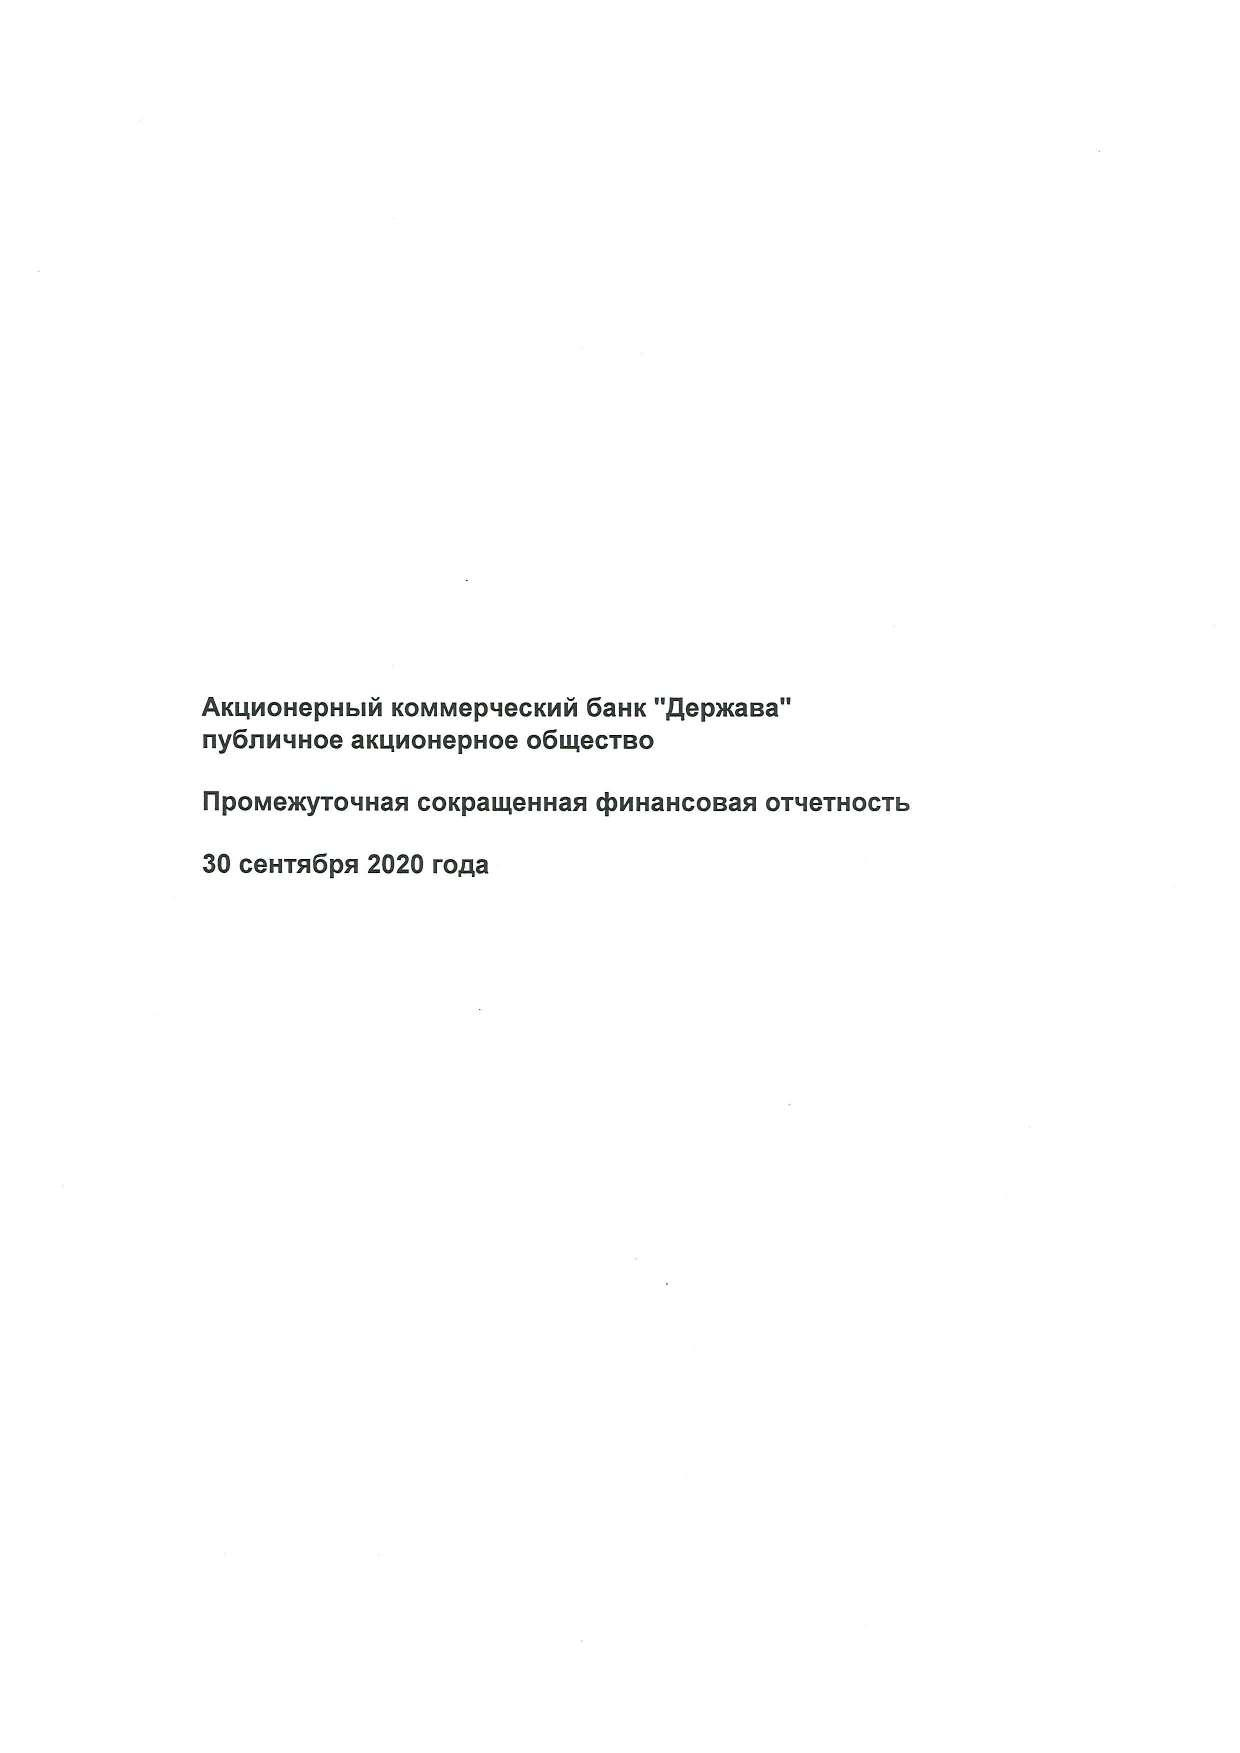 Акционерный коммерческий банк "Держава"
публичное акционерное общество
Промежуточная сокращенная финансовая отчетность
30 сентября 2020 года